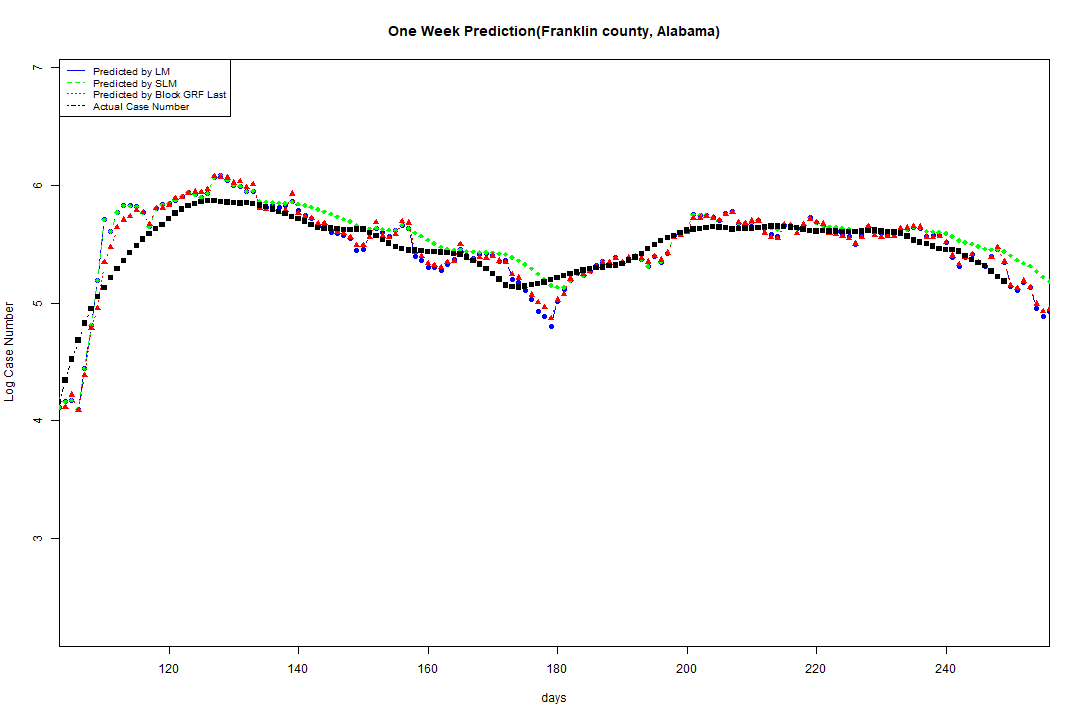 One Week Prediction(Franklin county, Alabama)
Predicted by LM
Predicted by SLM
Predicted by Block GRF Last
Actual Case Number
7
6
5
4
3
Log Case Number
120 140 160 180 200 220 240
days